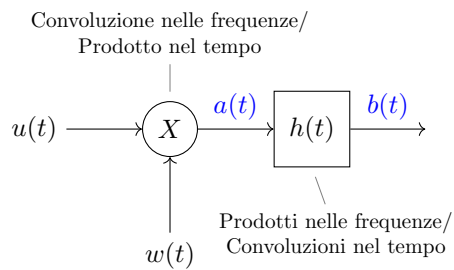 Convoluzione nelle frequenze/
Prodotto nel tempo
u(t)
X
a(t)
h(t)
b(t)
w(t)
Prodotti nelle frequenze/
Convoluzioni nel tempo